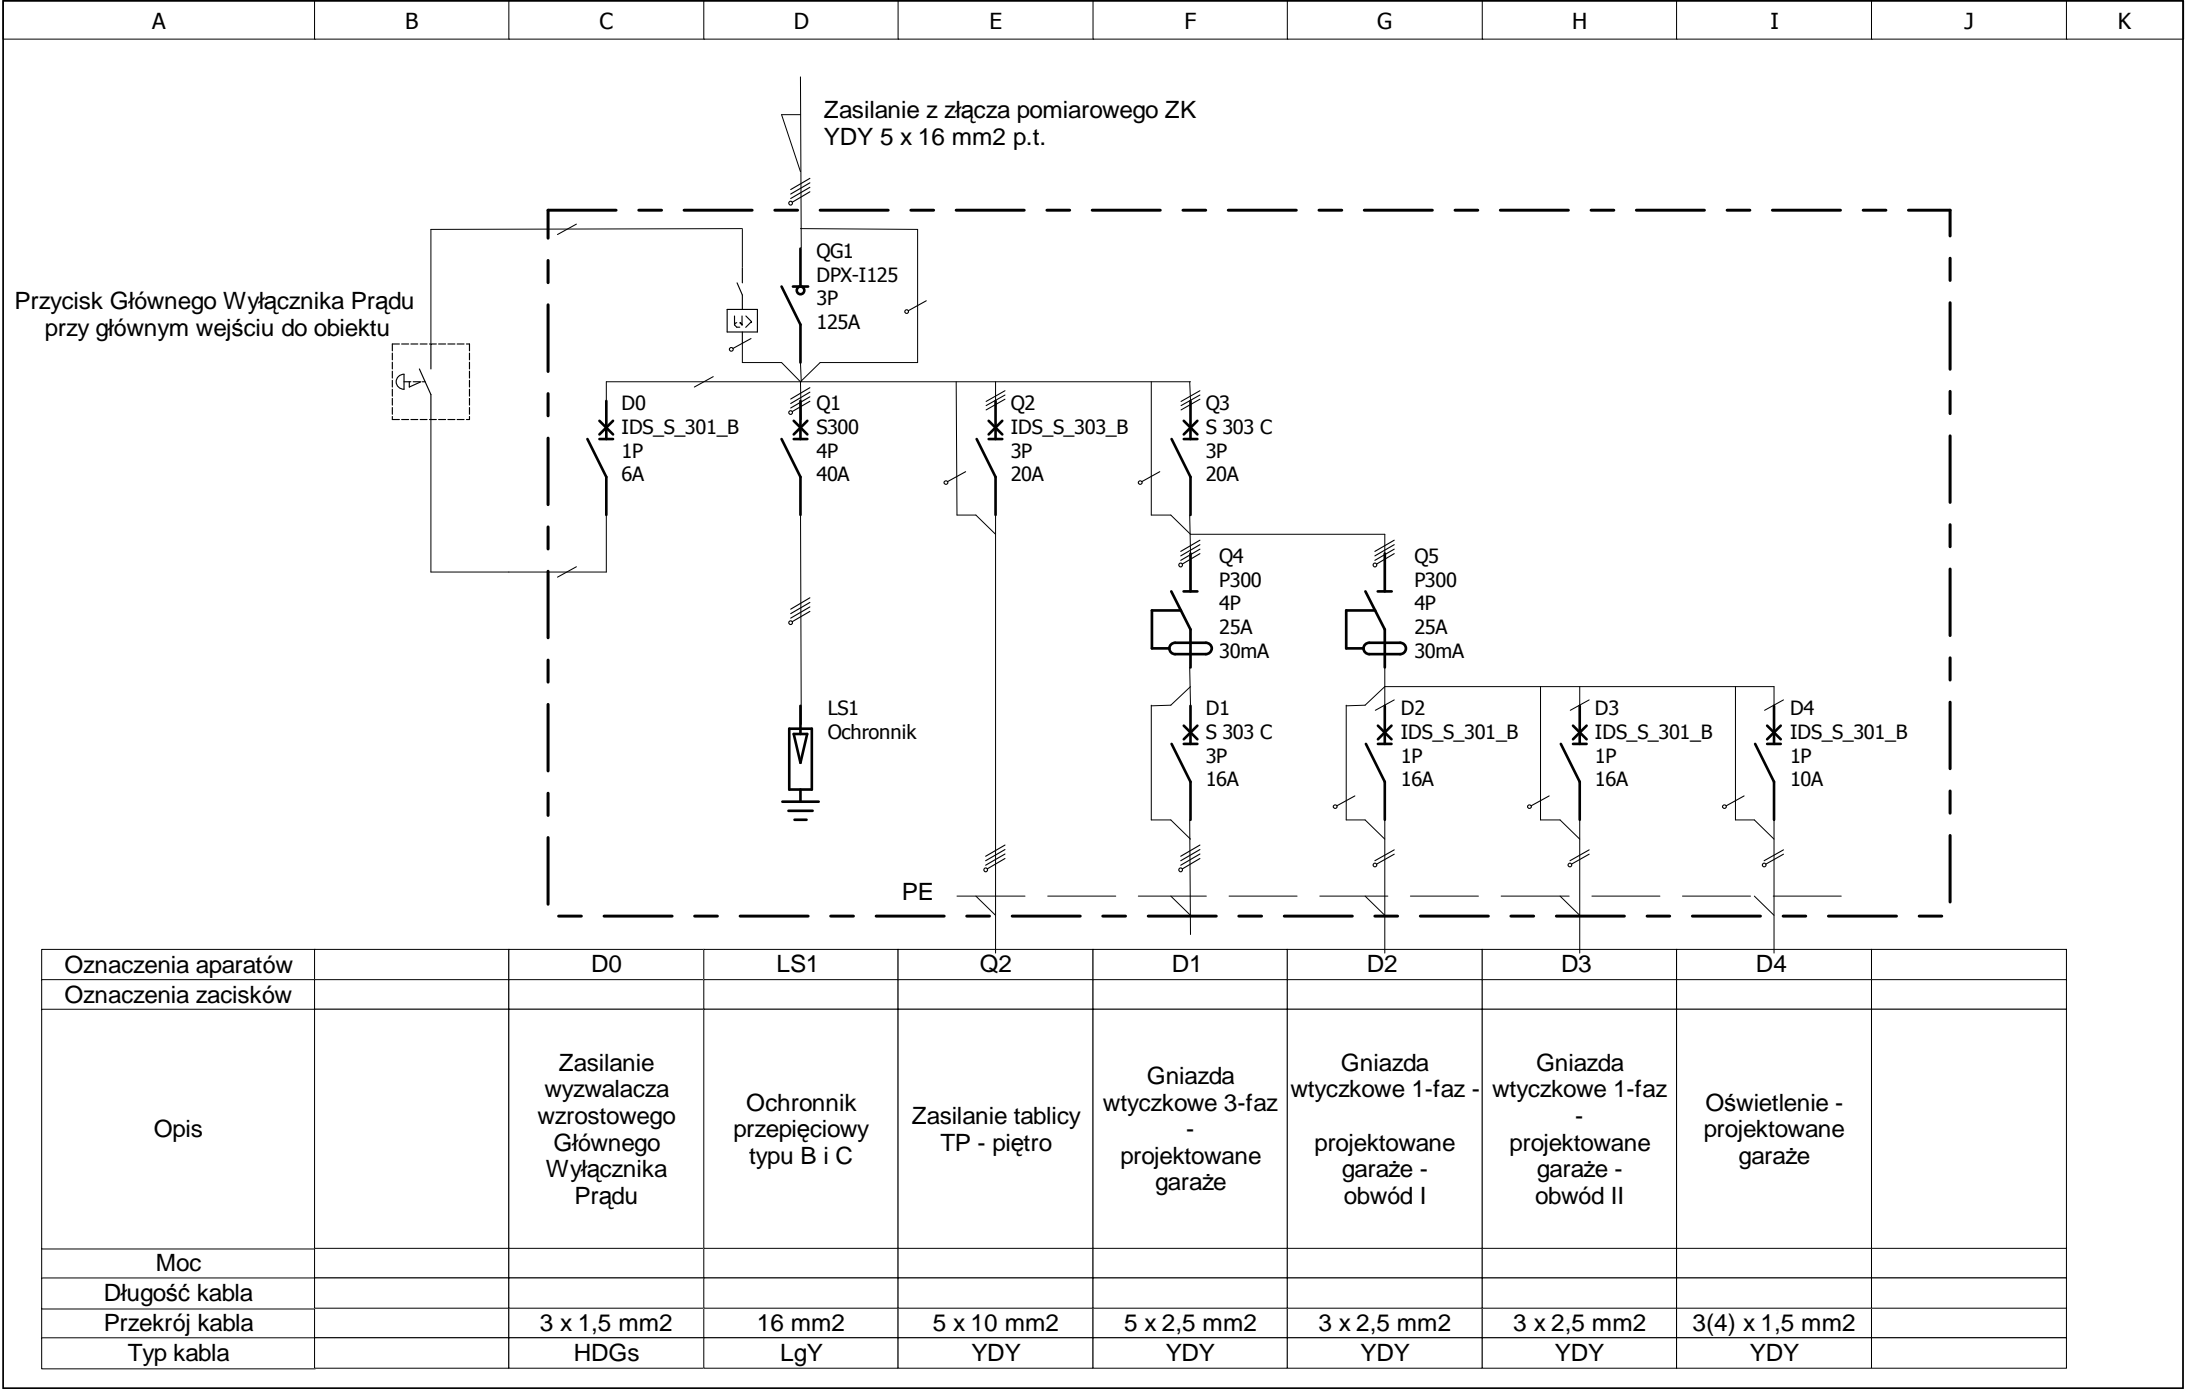 A B C D E F G H I J K
Zasilanie z złącza pomiarowego ZK
YDY 5 x 16 mm2 p.t.
QG1
DPX-I125
3P
125A
Przycisk Głównego Wyłącznika Prądu
przy głównym wejściu do obiektu
D0
IDS_S_301_B
1P
6A
Q1
S300
4P
40A
Q2
IDS_S_303_B
3P
20A
Q3
S 303 C
3P
20A
Q4
P300
4P
25A
30mA
Q5
P300
4P
25A
30mA
LS1
Ochronnik
D1
S 303 C
3P
16A
D2
IDS_S_301_B
1P
16A
D3
IDS_S_301_B
1P
16A
D4
IDS_S_301_B
1P
10A
PE
Oznaczenia aparatów D0 LS1 Q2 D1 D2 D3 D4
Oznaczenia zacisków
Opis
Zasilanie
wyzwalacza
wzrostowego
Głównego
Wyłącznika
Prądu
Ochronnik
przepięciowy
typu B i C
Zasilanie tablicy
TP - piętro
Gniazda
wtyczkowe 3-faz
-
projektowane
garaże
Gniazda
wtyczkowe 1-faz -
projektowane
garaże -
obwód I
Gniazda
wtyczkowe 1-faz
-
projektowane
garaże -
obwód II
Oświetlenie -
projektowane
garaże
Moc
Długość kabla
Przekrój kabla 3 x 1,5 mm2 16 mm2 5 x 10 mm2 5 x 2,5 mm2 3 x 2,5 mm2 3 x 2,5 mm2 3(4) x 1,5 mm2
Typ kabla HDGs LgY YDY YDY YDY YDY YDY